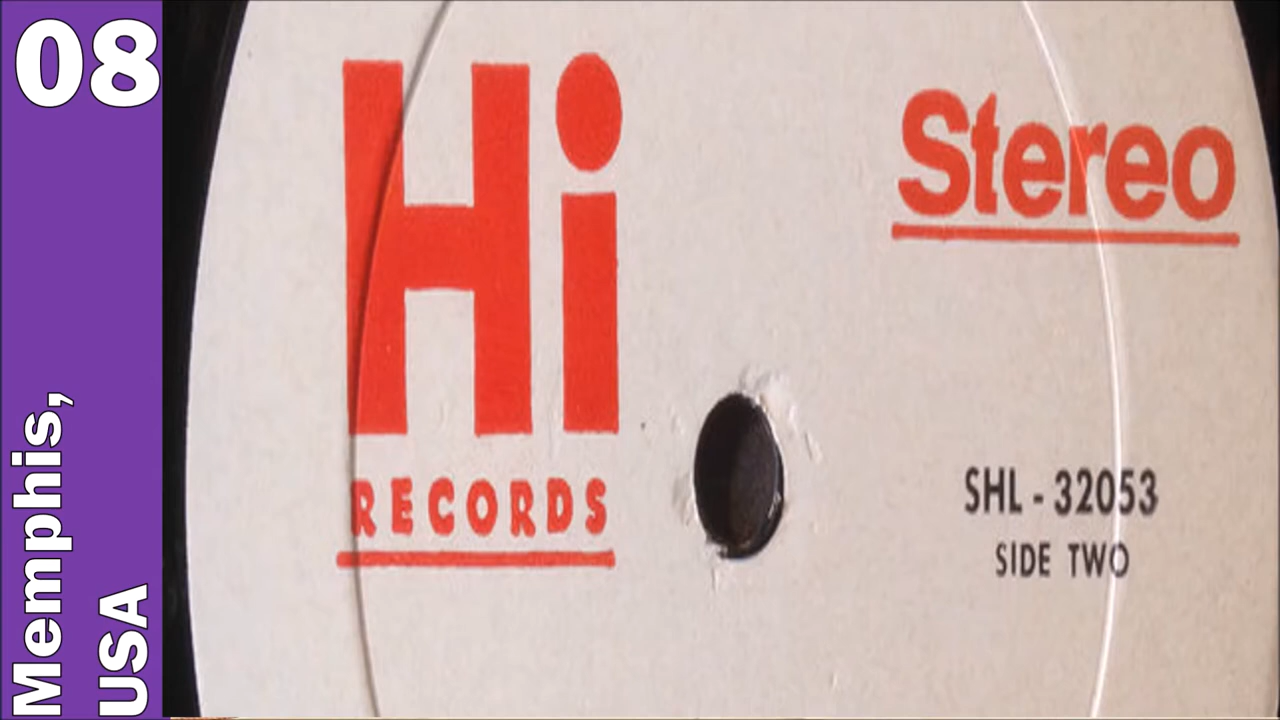 08
Memphis,
USA
Hi
RECORDS
Stereo
SHL - 32053
SIDE TWO